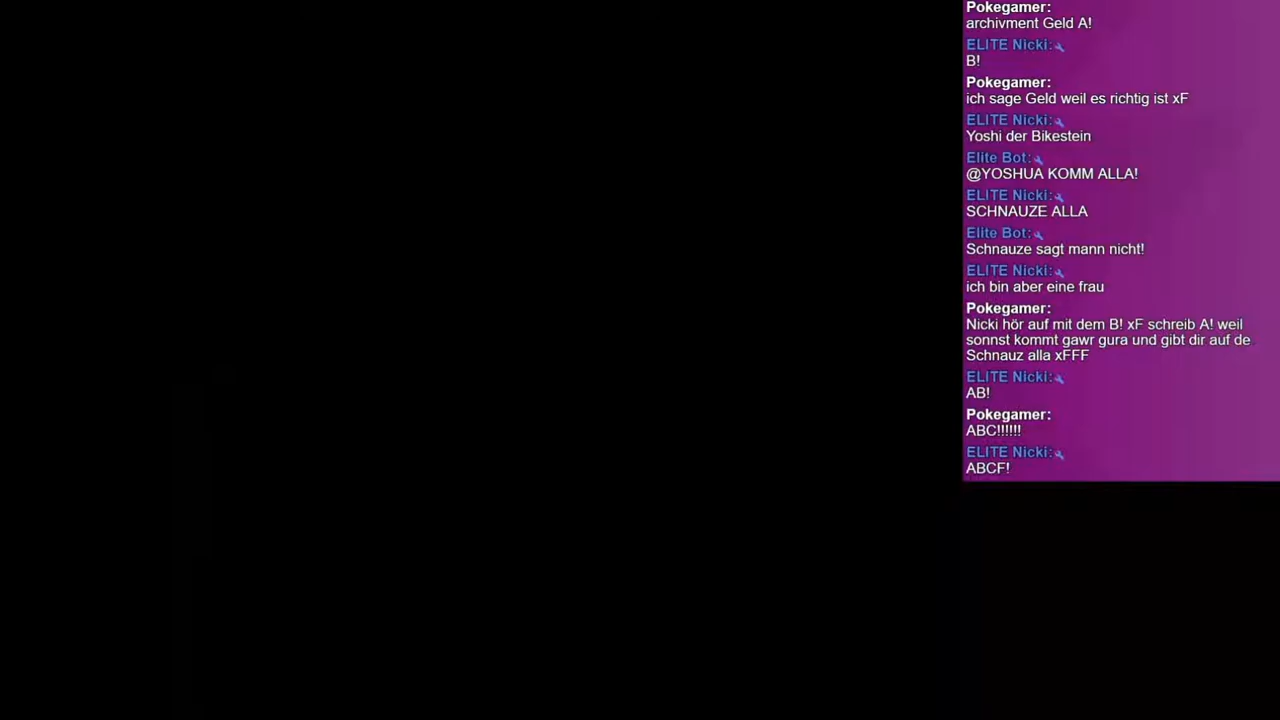 Pokegamer:
archivment Geld A!
ELITE Nicki:
B!
Pokegamer:
ich sage Geld weil es richtig ist xF
ELITE Nicki:
Yoshi der Bikestein
Elite Bot:
@YOSHUA KOMM ALLA!
ELITE Nicki:
SCHNAUZE ALLA
Elite Bot:
Schnauze sagt mann nicht!
ELITE Nicki:
ich bin aber eine frau
Pokegamer:
Nicki hör auf mit dem B! xF schreib A! weil
sonnst kommt gawr gura und gibt dir auf de
Schnauz alla xFFF
ELITE Nicki:
AB!
Pokegamer:
ABC!!!!!!
ELITE Nicki:
ABCF!